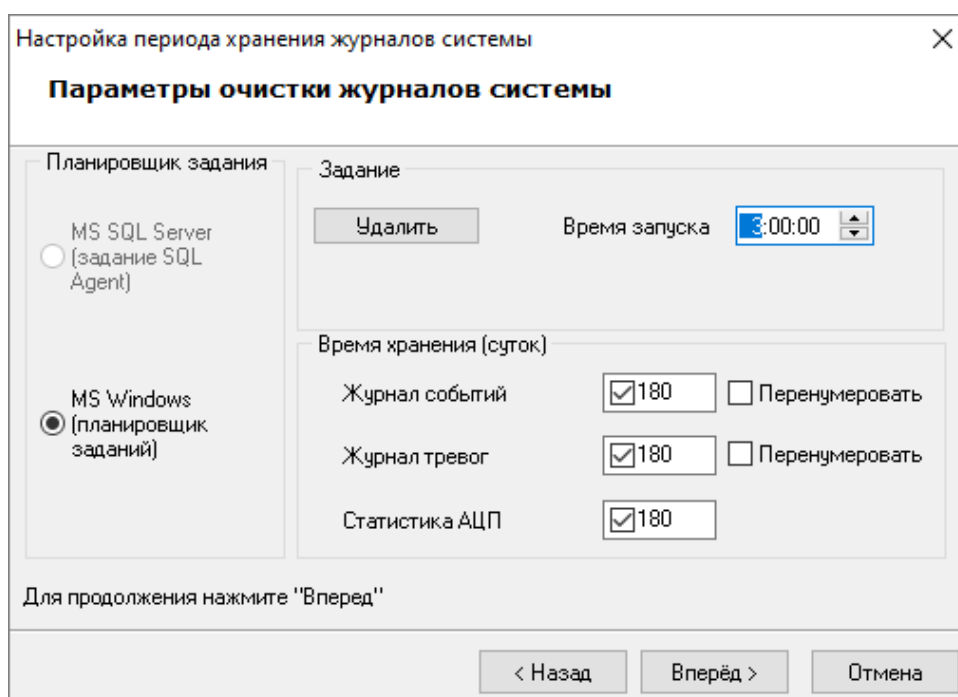 Настройка периода хранения журналов системы
Параметры очистки журналов системы
Планировщик задания
MS SQL Server
(задание SQL
Agent)
MS Windows
(планировщик
заданий)
Задание
Удалить
Время запуска
3:00:00
Время хранения (суток)
Журнал событий
180
Перенумеровать
Журнал тревог
180
Перенумеровать
Статистика АЦП
180
Для продолжения нажмите "Вперед"
< Назад
Вперёд >
Отмена